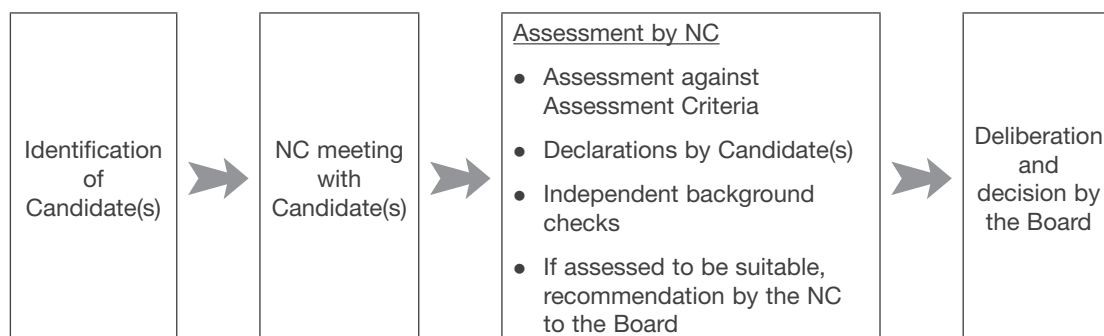 Identification
of
Candidate(s)
NC meeting
with
Candidate(s)
Assessment by NC
● Assessment against
Assessment Criteria
● Declarations by Candidate(s)
● Independent background
checks
● If assessed to be suitable,
recommendation by the NC
to the Board
Deliberation
and
decision by
the Board